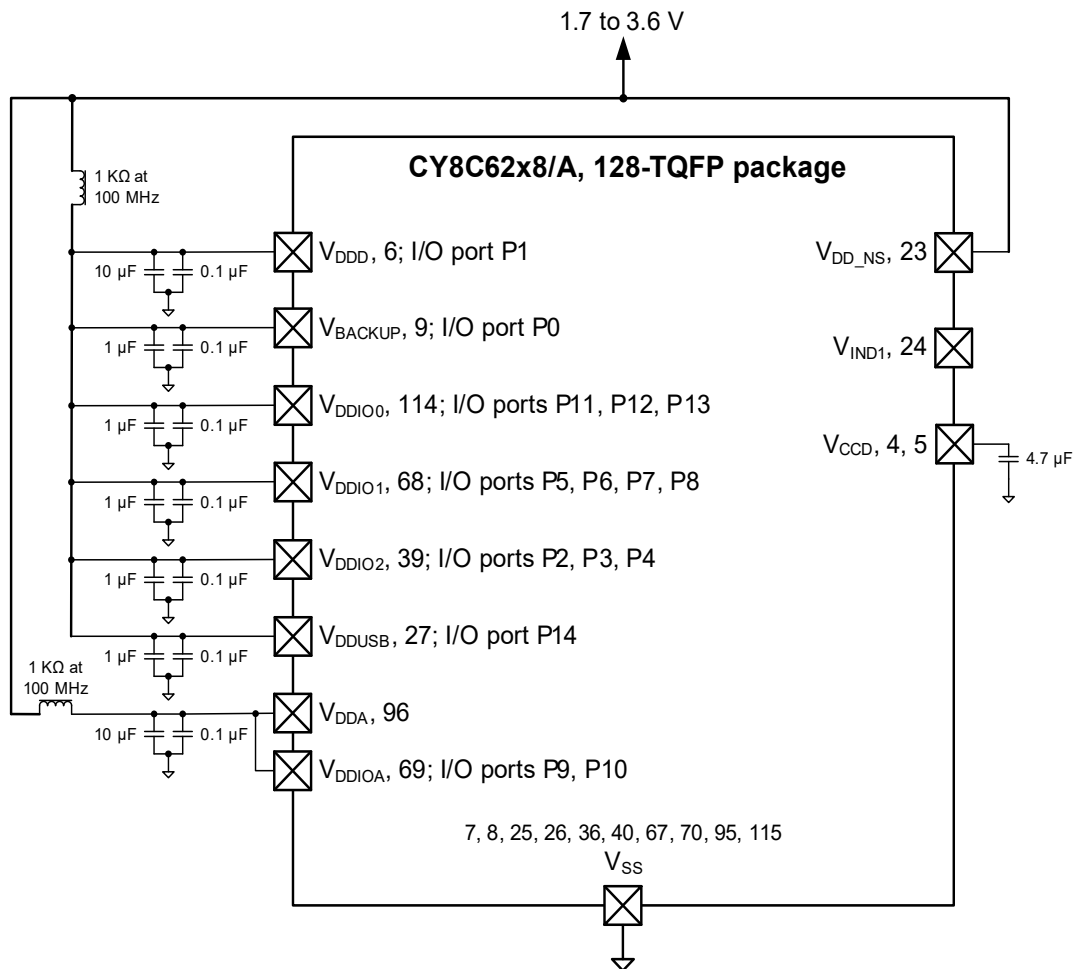 1.7 to 3.6 V
CY8C62x8/A, 128-TQFP package
1 KΩ at
100 MHz
10 µF
0.1 µF
VDDD, 6; I/O port P1
VDD_NS, 23
1 µF
0.1 µF
VBACKUP, 9; I/O port P0
VIND1, 24
1 µF
0.1 µF
VDDIO0, 114; I/O ports P11, P12, P13
VCCD, 4, 5
4.7 µF
1 µF
0.1 µF
VDDIO1, 68; I/O ports P5, P6, P7, P8
1 µF
0.1 µF
VDDIO2, 39; I/O ports P2, P3, P4
1 µF
0.1 µF
VDDUSB, 27; I/O port P14
1 KΩ at
100 MHz
10 µF
0.1 µF
VDDA, 96
VDDIOA, 69; I/O ports P9, P10
7, 8, 25, 26, 36, 40, 67, 70, 95, 115
VSS